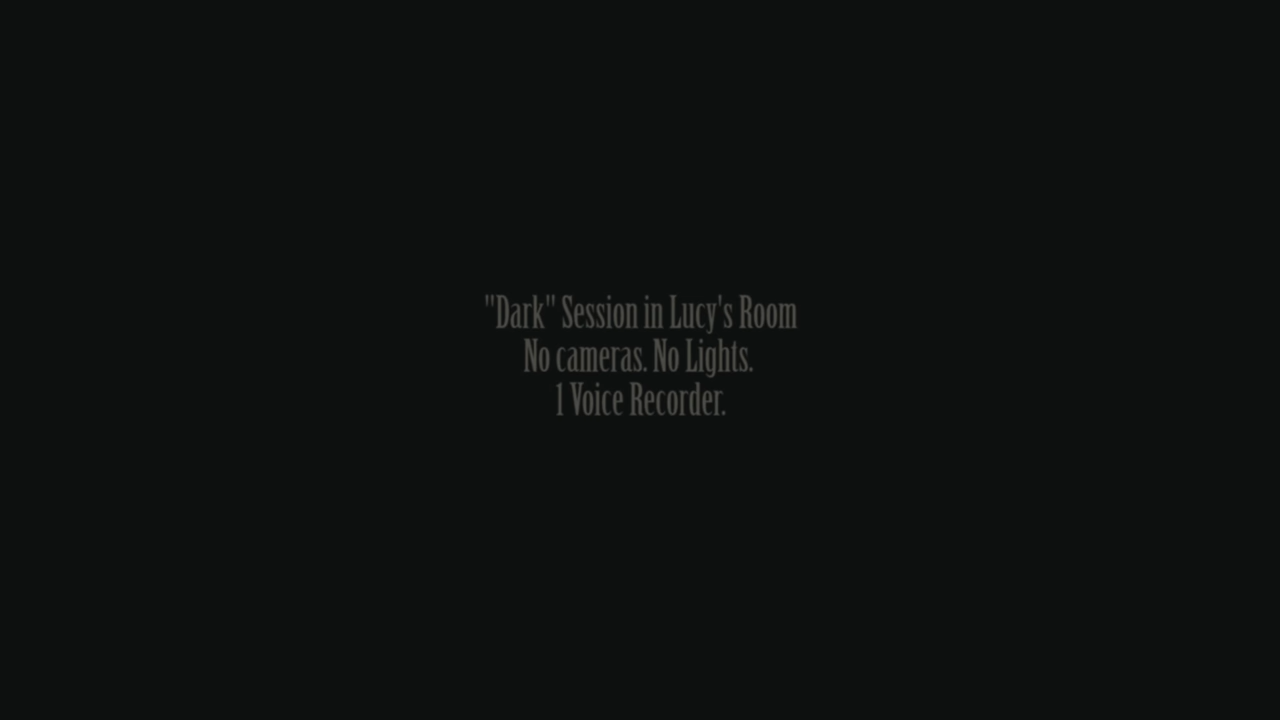 "Dark" Session in Lucy's Room
No cameras. No Lights.
1 Voice Recorder.